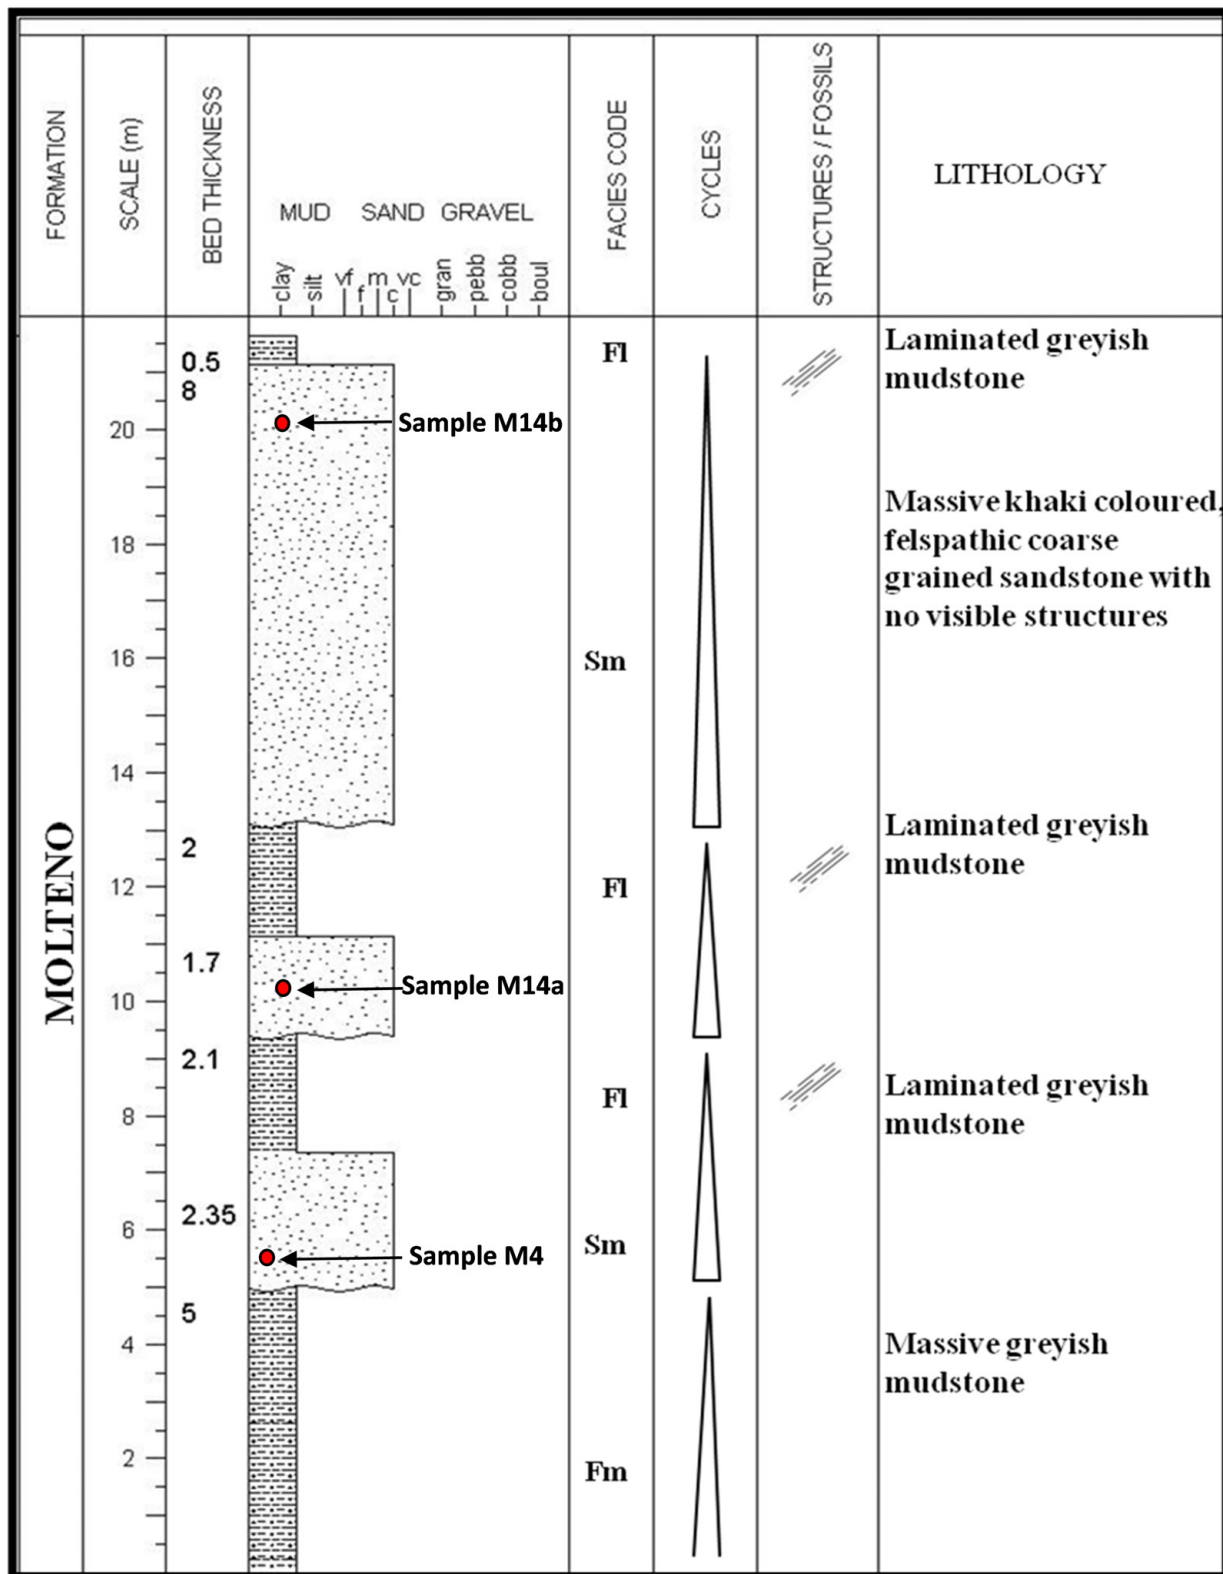 FORMATION
SCALE (m)
BED THICKNESS
MUD SAND GRAVEL
clay
silt
vf
f
m
c
vc
gran
pebb
cobb
boul
FACIES CODE
CYCLES
STRUCTURES / FOSSILS
LITHOLOGY
MOLTENO
20
18
16
14
12
10
8
6
4
2
0.5
8
2
1.7
2.1
2.35
5
Sample M14b
Sample M14a
Sample M4
Fl
Sm
Fl
Fl
Sm
Fm
Laminated greyish
mudstone
Massive khaki coloured,
felspathic coarse
grained sandstone with
no visible structures
Laminated greyish
mudstone
Laminated greyish
mudstone
Massive greyish
mudstone